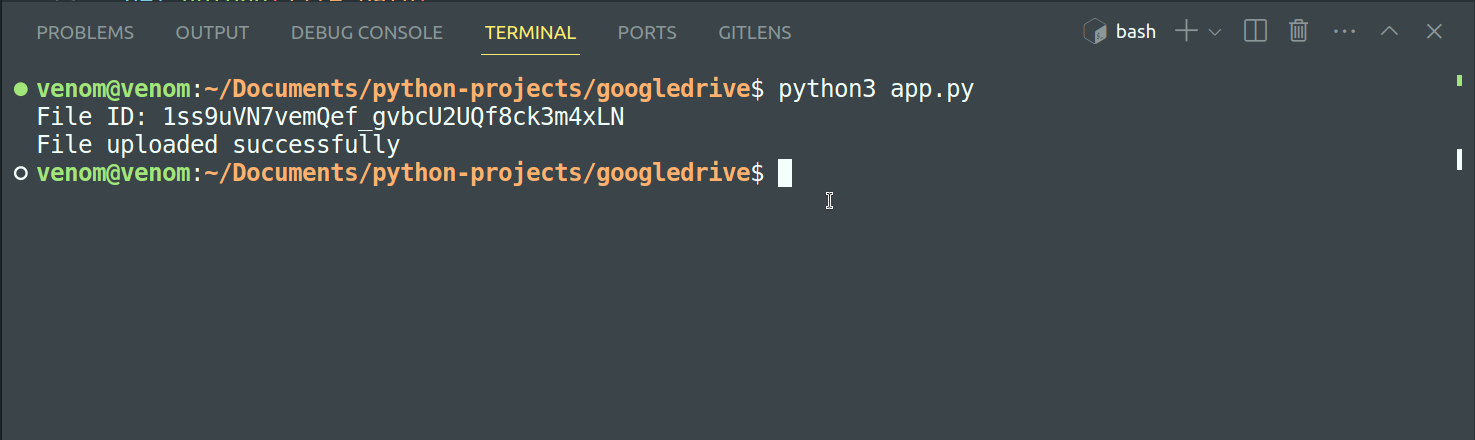 PROBLEMS OUTPUT DEBUG CONSOLE TERMINAL PORTS GITLENS bash
venom@venom:~/Documents/python-projects/googledrive$ python3 app.py
File ID: 1ss9uVN7vemQef_gvbcU2UQf8ck3m4xLN
File uploaded successfully
venom@venom:~/Documents/python-projects/googledrive$